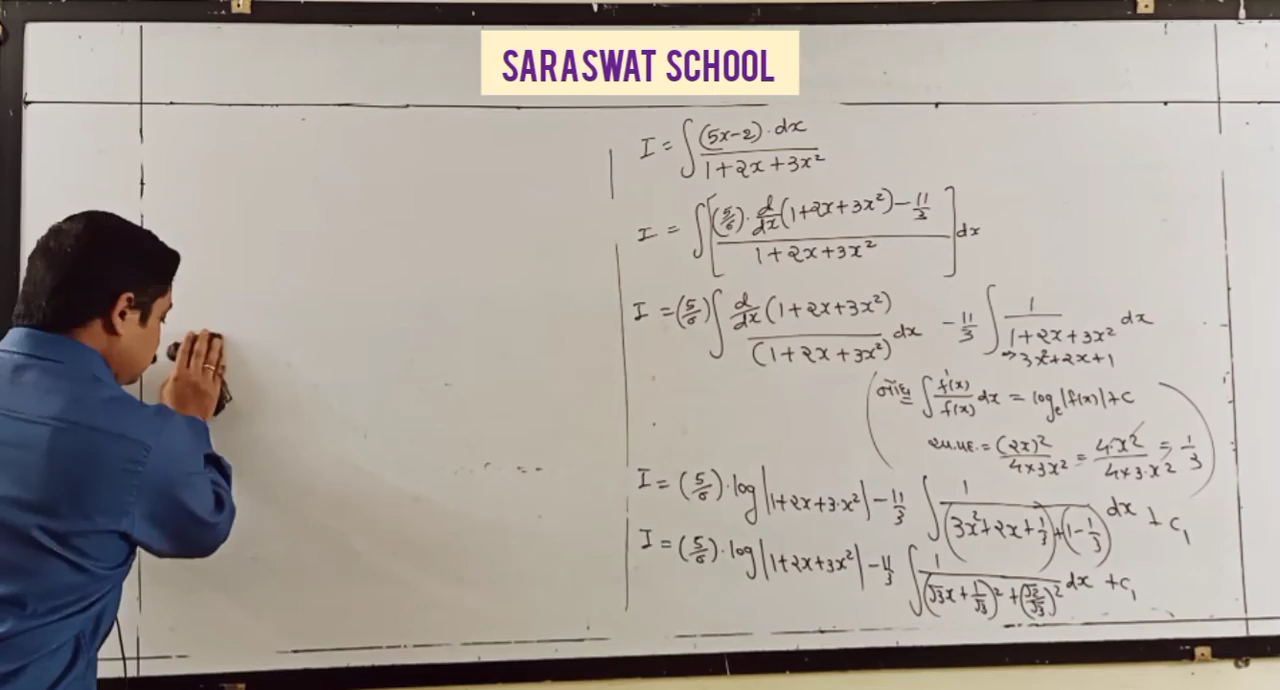 SARASWAT SCHOOL
I = ∫ (5x-2)·dx / 1+2x+3x²
I = ∫ [ (5/6)· d/dx (1+2x+3x²) - 11/3 / 1+2x+3x² ] dx
I = (5/6) ∫ d/dx (1+2x+3x²) / (1+2x+3x²) dx - 11/3 ∫ 1 / 1+2x+3x² dx
⇒ 3x²+2x+1
( નોંધ ∫ f'(x) / f(x) dx = logₑ|f(x)|+c
= (2x)² / 4×3x² = 4·x² / 4×3·x² = 1/3 )
I = (5/6)·log|1+2x+3·x²| - 11/3 ∫ 1 / (3x²+2x+1/3)+(1-1/3) dx + c₁
I = (5/6)·log|1+2x+3x²| - 11/3 ∫ 1 / (√3x+1/√3)²+(√2/√3)² dx +c₁